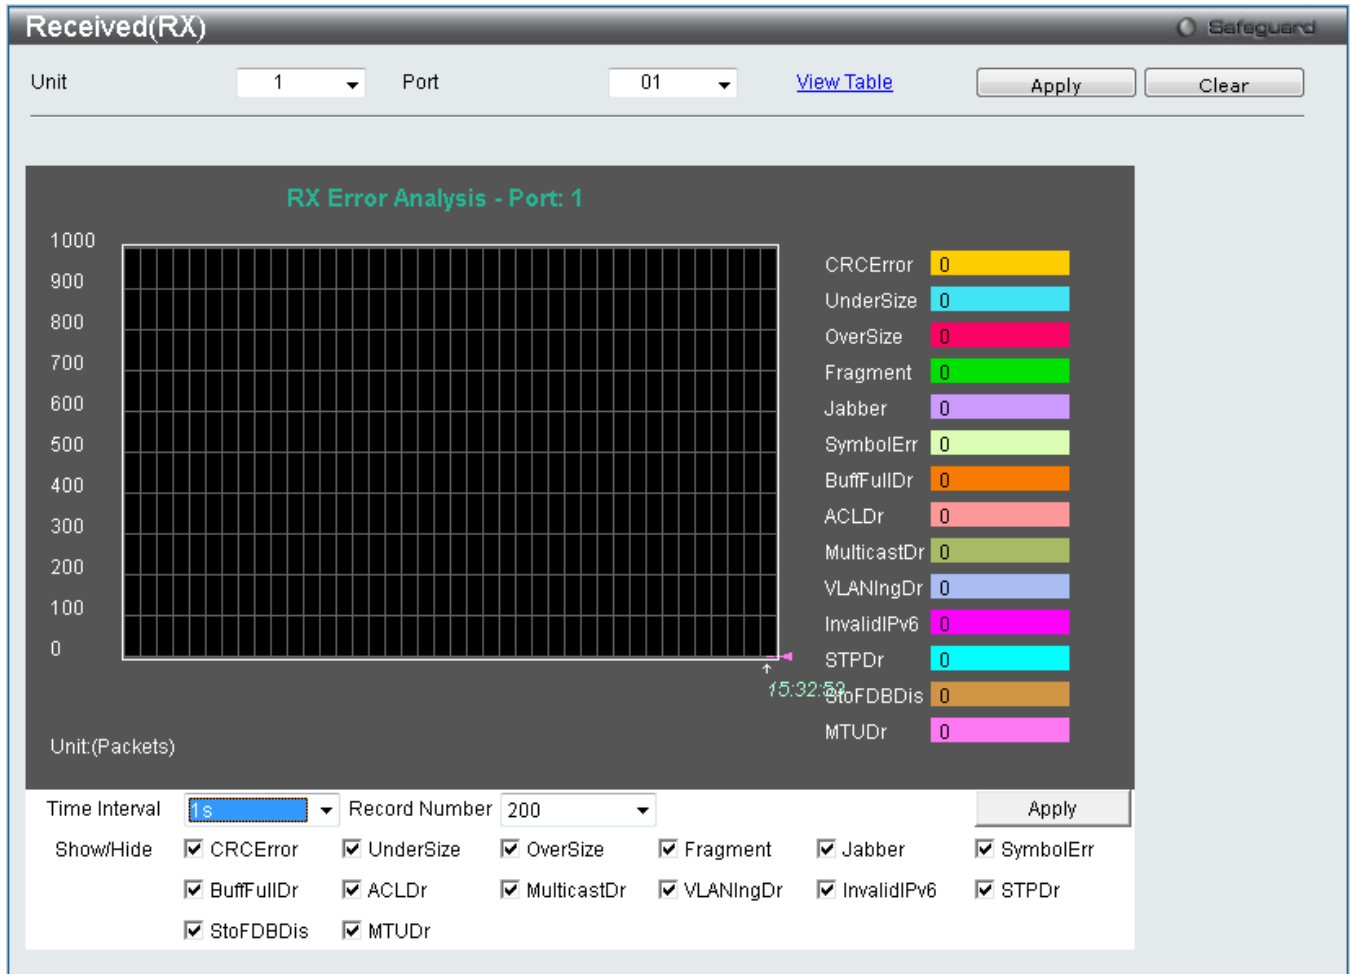 Received(RX) Safeguard
Unit 1 Port 01 View Table Apply Clear
RX Error Analysis - Port: 1
1000
900
800
700
600
500
400
300
200
100
0
CRCError 0
UnderSize 0
OverSize 0
Fragment 0
Jabber 0
SymbolErr 0
BuffFullDr 0
ACLDr 0
MulticastDr 0
VLANIngDr 0
InvalidIPv6 0
STPDr 0
StoFDBDis 0
MTUDr 0
15:32:59
Unit:(Packets)
Time Interval 1s Record Number 200 Apply
Show/Hide CRCError UnderSize OverSize Fragment Jabber SymbolErr
BuffFullDr ACLDr MulticastDr VLANIngDr InvalidIPv6 STPDr
StoFDBDis MTUDr